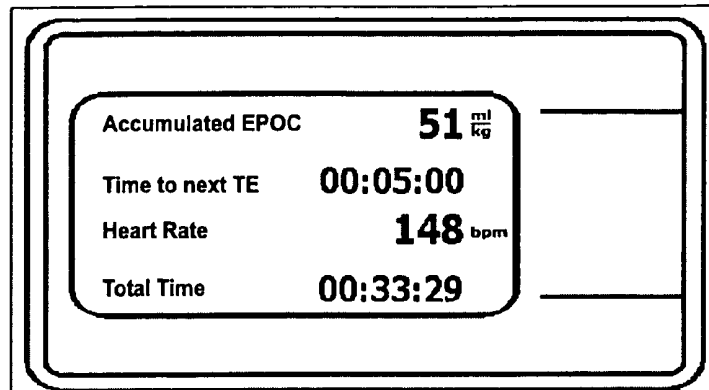 Accumulated EPOC 51 ml/kg
Time to next TE 00:05:00
Heart Rate 148 bpm
Total Time 00:33:29